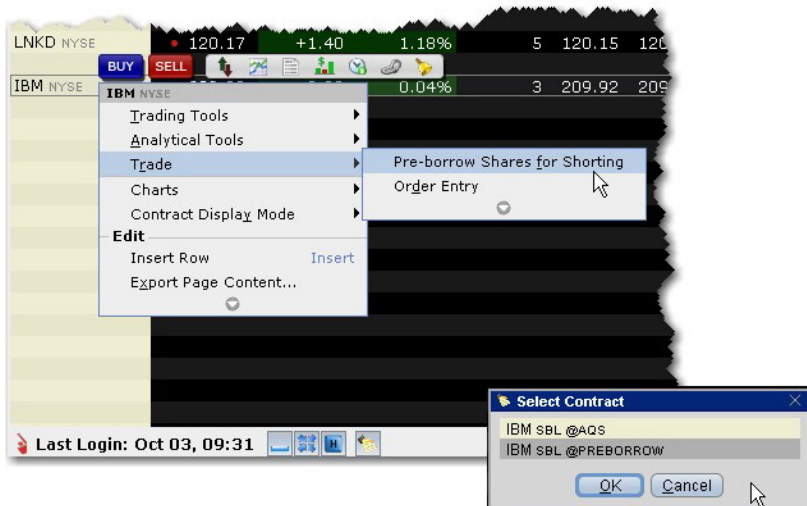 LNKD NYSE 120.17 +1.40 1.18% 5 120.15
BUY SELL
IBM NYSE 0.04% 3 209.92
IBM NYSE
Trading Tools
Analytical Tools
Trade
Pre-borrow Shares for Shorting
Charts
Order Entry
Contract Display Mode
Edit
Insert Row Insert
Export Page Content...
Select Contract
IBM SBL @AQS
Last Login: Oct 03, 09:31 H
IBM SBL @PREBORROW
OK Cancel